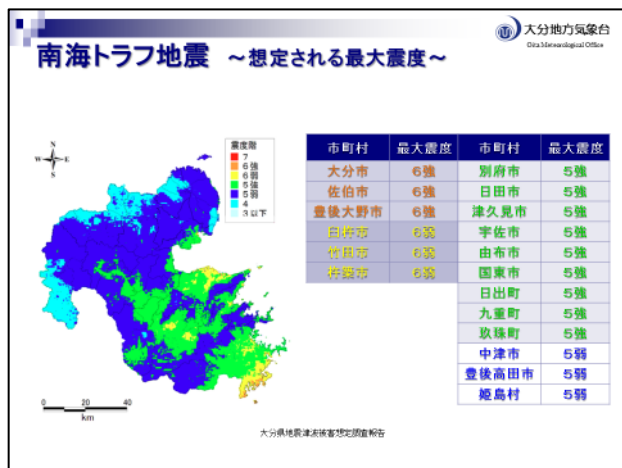 南海トラフ地震 ~想定される最大震度~
大分地方気象台
Oita Meteorological Office
N
W E
S
震度階
7
6強
6弱
5強
5弱
4
3以下
市町村 最大震度 市町村 最大震度
大分市 6強 別府市 5強
佐伯市 6強 日田市 5強
豊後大野市 6強 津久見市 5強
臼杵市 6弱 宇佐市 5強
竹田市 6弱 由布市 5強
杵築市 6弱 国東市 5強
日出町 5強
九重町 5強
玖珠町 5強
中津市 5弱
豊後高田市 5弱
姫島村 5弱
0 20 40
km
大分県地震津波被害想定調査報告